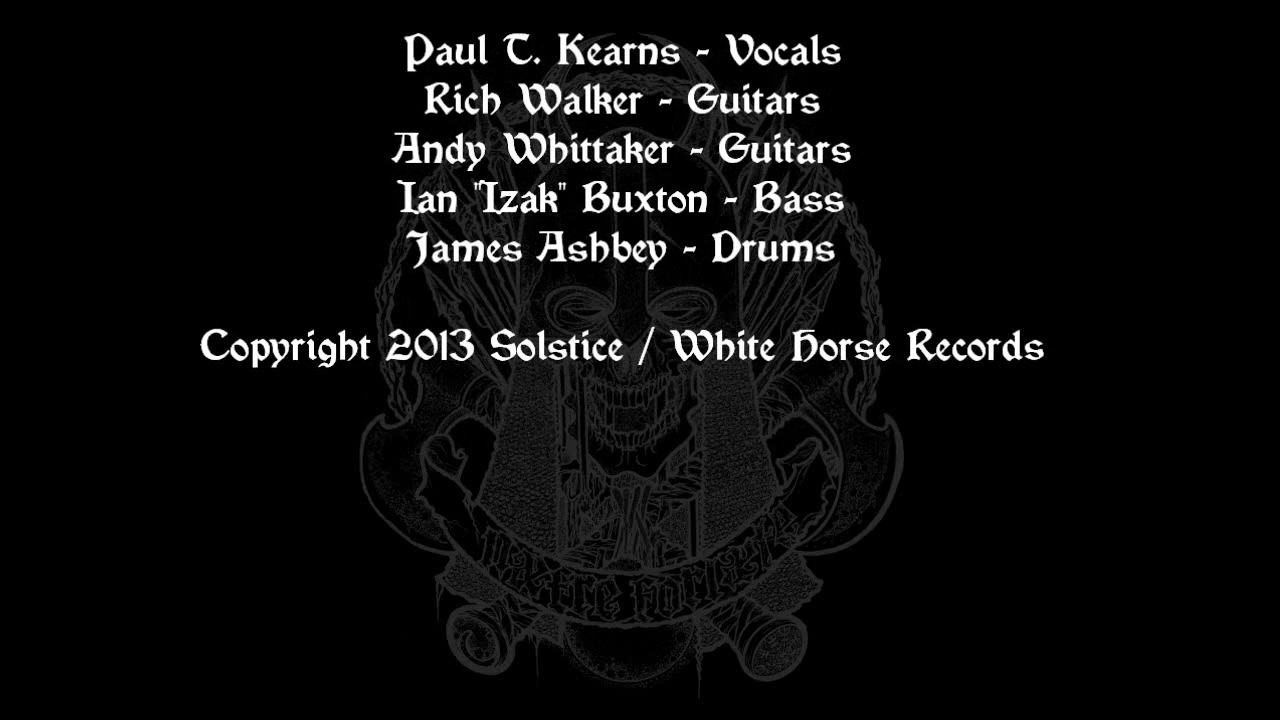 Paul T. Kearns - Vocals
Rich Walker - Guitars
Andy Whittaker - Guitars
Ian "Izak" Buxton - Bass
James Ashbey - Drums
Copyright 2013 Solstice / White Horse Records